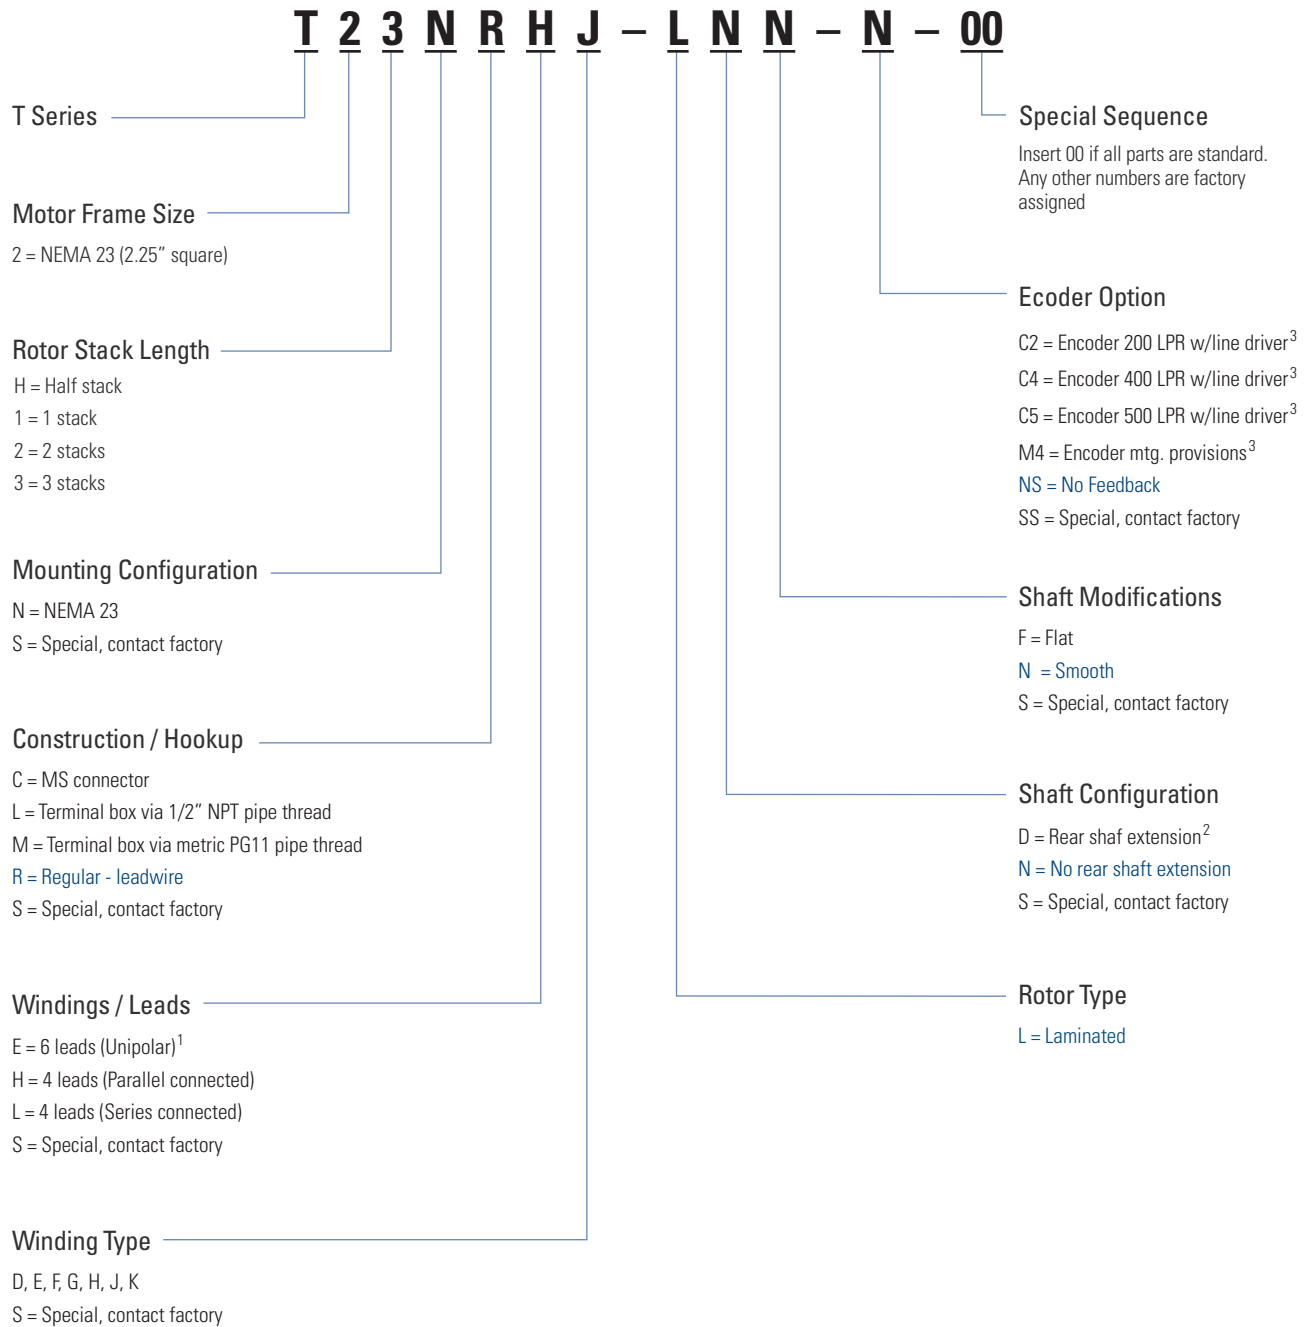 T 2 3 N R H J – L N N – N – 00
T Series
Motor Frame Size
2 = NEMA 23 (2.25” square)
Rotor Stack Length
H = Half stack
1 = 1 stack
2 = 2 stacks
3 = 3 stacks
Mounting Configuration
N = NEMA 23
S = Special, contact factory
Construction / Hookup
C = MS connector
L = Terminal box via 1/2” NPT pipe thread
M = Terminal box via metric PG11 pipe thread
R = Regular - leadwire
S = Special, contact factory
Windings / Leads
E = 6 leads (Unipolar)1
H = 4 leads (Parallel connected)
L = 4 leads (Series connected)
S = Special, contact factory
Winding Type
D, E, F, G, H, J, K
S = Special, contact factory
Special Sequence
Insert 00 if all parts are standard.
Any other numbers are factory
assigned
Ecoder Option
C2 = Encoder 200 LPR w/line driver3
C4 = Encoder 400 LPR w/line driver3
C5 = Encoder 500 LPR w/line driver3
M4 = Encoder mtg. provisions3
NS = No Feedback
SS = Special, contact factory
Shaft Modifications
F = Flat
N = Smooth
S = Special, contact factory
Shaft Configuration
D = Rear shaf extension2
N = No rear shaft extension
S = Special, contact factory
Rotor Type
L = Laminated